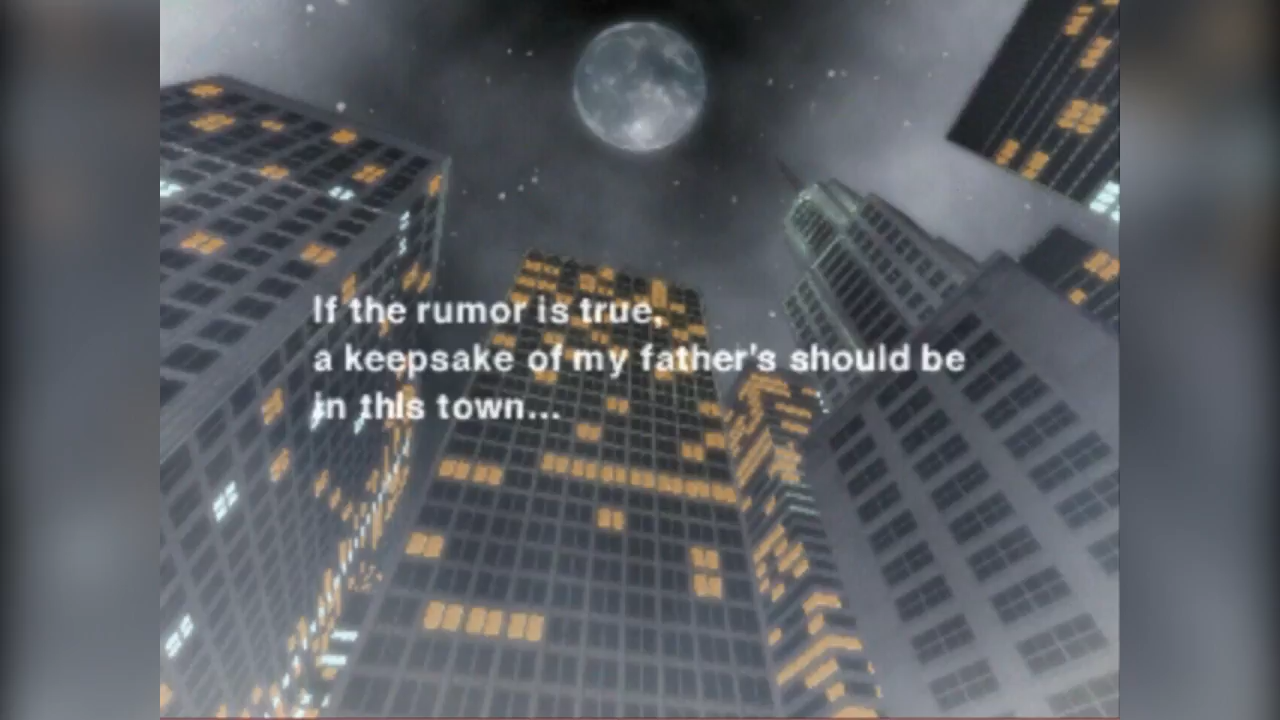 If the rumor is true,
a keepsake of my father's should be
in this town...